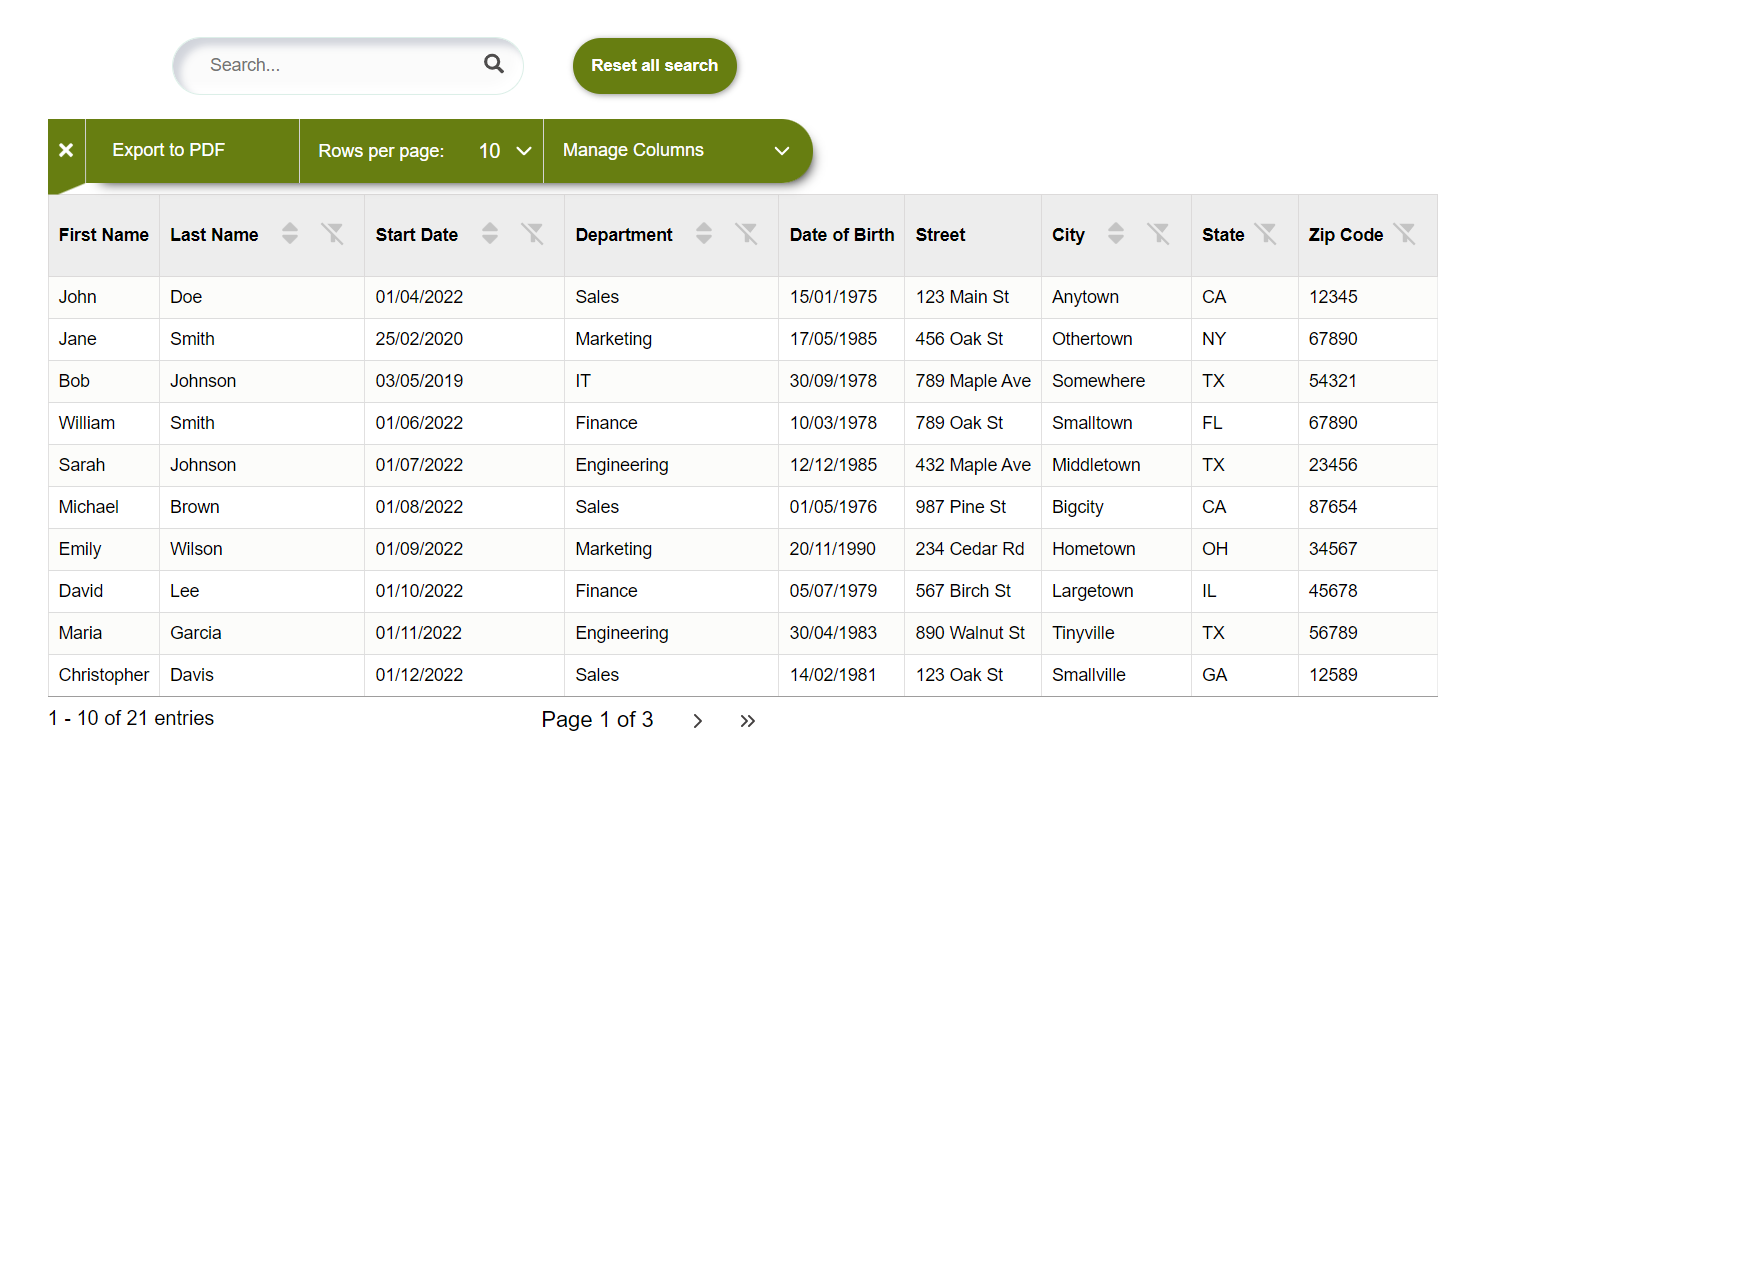 Search...
Reset all search
Export to PDF Rows per page: 10 Manage Columns
First Name Last Name Start Date Department Date of Birth Street City State Zip Code
John Doe 01/04/2022 Sales 15/01/1975 123 Main St Anytown CA 12345
Jane Smith 25/02/2020 Marketing 17/05/1985 456 Oak St Othertown NY 67890
Bob Johnson 03/05/2019 IT 30/09/1978 789 Maple Ave Somewhere TX 54321
William Smith 01/06/2022 Finance 10/03/1978 789 Oak St Smalltown FL 67890
Sarah Johnson 01/07/2022 Engineering 12/12/1985 432 Maple Ave Middletown TX 23456
Michael Brown 01/08/2022 Sales 01/05/1976 987 Pine St Bigcity CA 87654
Emily Wilson 01/09/2022 Marketing 20/11/1990 234 Cedar Rd Hometown OH 34567
David Lee 01/10/2022 Finance 05/07/1979 567 Birch St Largetown IL 45678
Maria Garcia 01/11/2022 Engineering 30/04/1983 890 Walnut St Tinyville TX 56789
Christopher Davis 01/12/2022 Sales 14/02/1981 123 Oak St Smallville GA 12589
1 - 10 of 21 entries Page 1 of 3